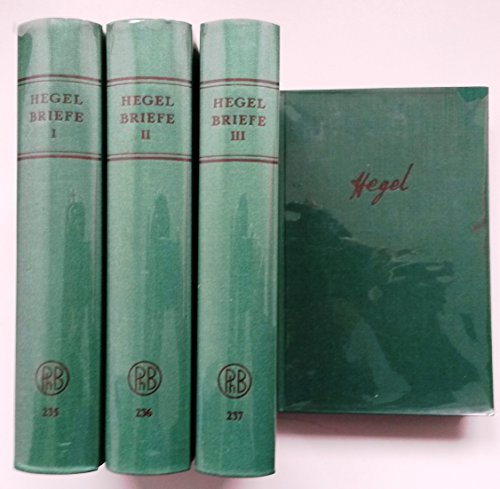 HEGEL
BRIEFE
I
PhB
235
HEGEL
BRIEFE
II
PhB
236
HEGEL
BRIEFE
III
PhB
237
Hegel